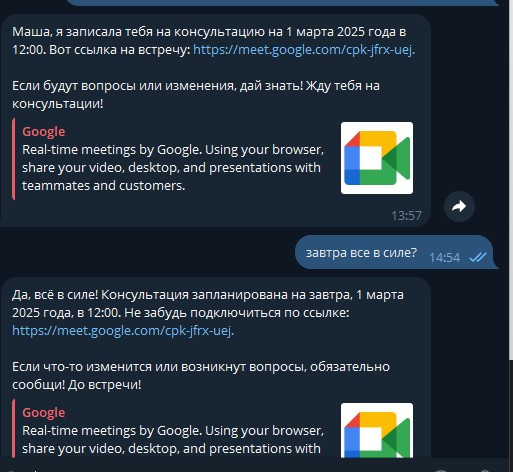 Маша, я записала тебя на консультацию на 1 марта 2025 года в
12:00. Вот ссылка на встречу: https://meet.google.com/cpk-jfrx-uej.
Если будут вопросы или изменения, дай знать! Жду тебя на
консультации!
Google
Real-time meetings by Google. Using your browser,
share your video, desktop, and presentations with
teammates and customers.
13:57
завтра все в силе?
14:54
Да, всё в силе! Консультация запланирована на завтра, 1 марта
2025 года, в 12:00. Не забудь подключиться по ссылке:
https://meet.google.com/cpk-jfrx-uej.
Если что-то изменится или возникнут вопросы, обязательно
сообщи! До встречи!
Google
Real-time meetings by Google. Using your browser,
share your video, desktop, and presentations with